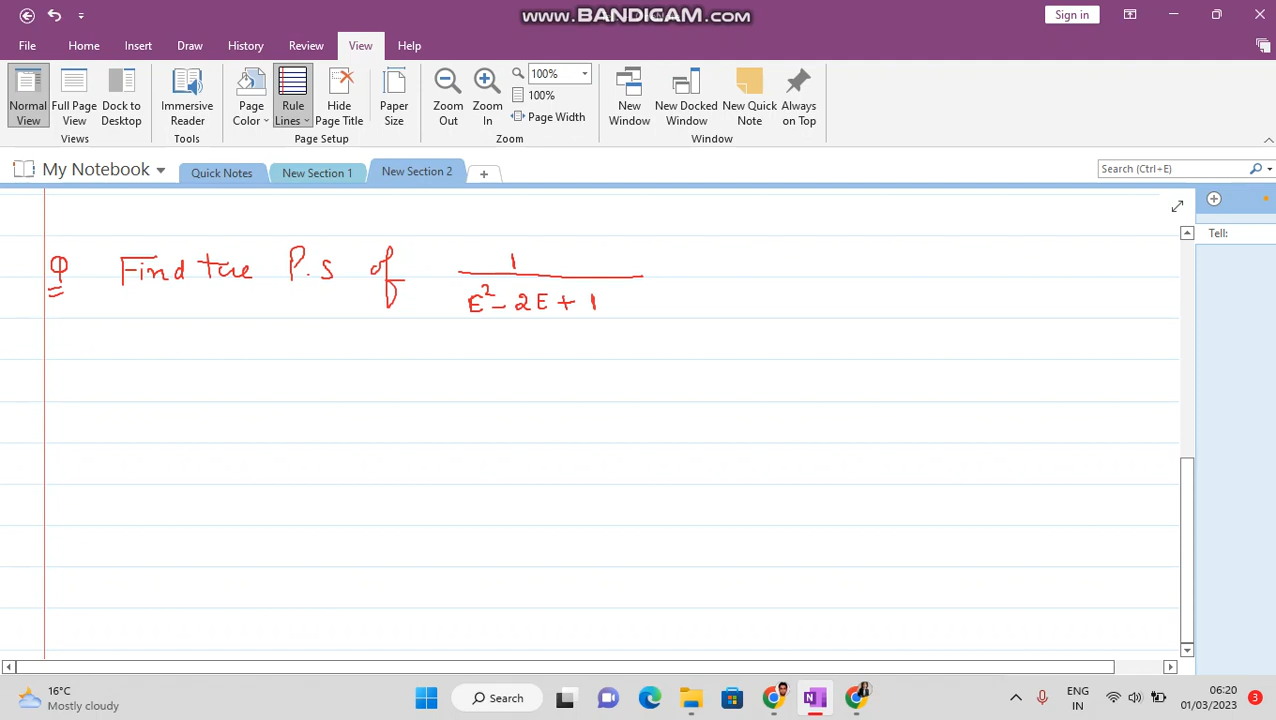 www.BANDICAM.com
Sign in
File Home Insert Draw History Review View Help
Normal View
Full Page View
Dock to Desktop
Immersive Reader
Page Color
Rule Lines
Hide Page Title
Paper Size
Zoom Out
Zoom In
100%
100%
Page Width
New Window
New Docked Window
New Quick Note
Always on Top
Views Tools Page Setup Zoom Window
My Notebook Quick Notes New Section 1 New Section 2 Search (Ctrl+E)
Tell:
Q Find the P.S of 1 / E² - 2E + 1
16°C
Mostly cloudy
Search
ENG
IN
06:20
01/03/2023
3